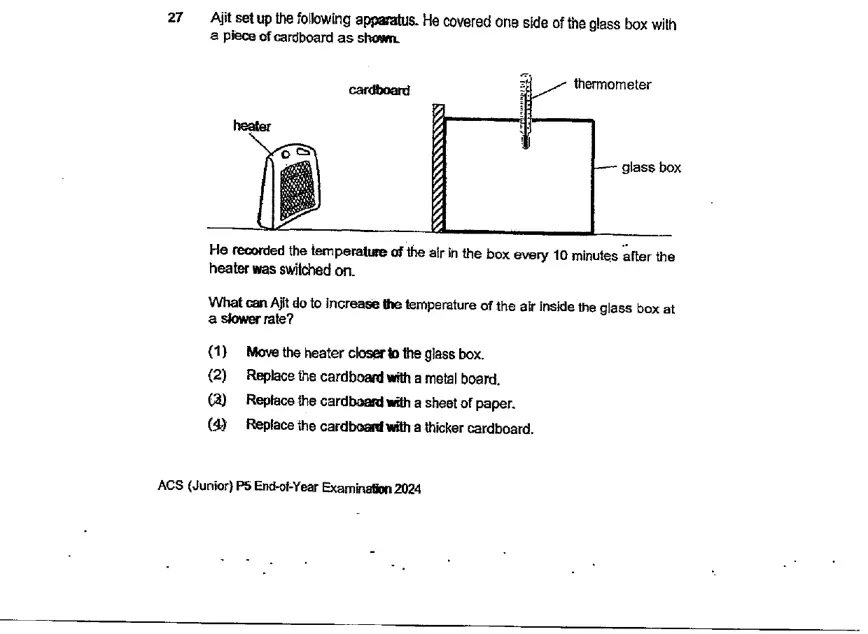 27 Ajit set up the following apparatus. He covered one side of the glass box with
a piece of cardboard as shown.
cardboard
thermometer
heater
glass box
He recorded the temperature of the air in the box every 10 minutes after the
heater was switched on.
What can Ajit do to increase the temperature of the air inside the glass box at
a slower rate?
(1) Move the heater closer to the glass box.
(2) Replace the cardboard with a metal board.
(3) Replace the cardboard with a sheet of paper.
(4) Replace the cardboard with a thicker cardboard.
ACS (Junior) P5 End-of-Year Examination 2024